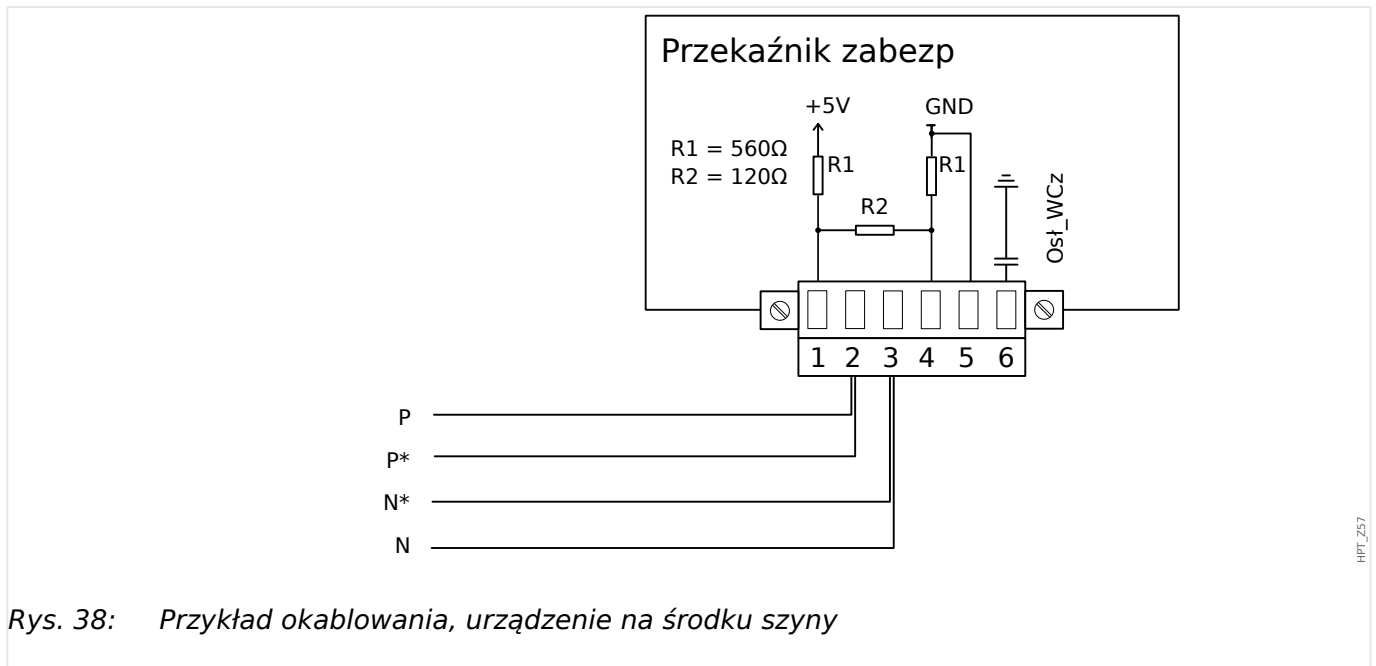 Przekaźnik zabezp
+5V
GND
R1 = 560Ω
R2 = 120Ω
R1
R1
R2
Osł_WCz
1 2 3 4 5 6
P
P*
N*
N
HPT_Z57
Rys. 38: Przykład okablowania, urządzenie na środku szyny